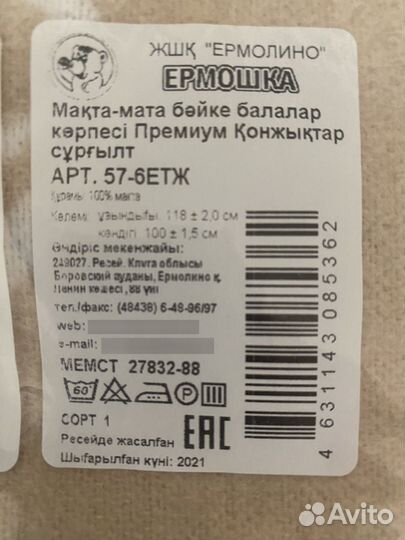 ЖШҚ "ЕРМОЛИНО"
ЕРМОШКА
Мақта-мата бәйке балалар
көрпесі Премиум Қонжықтар
сұрғылт
АРТ. 57-6ЕТЖ
Құрамы: 100% мақта
Көлемі: ұзындығы: 118 ± 2,0 см
кеңдігі: 100 ± 1,5 см
Өндіріс мекенжайы:
249027, Ресей, Калуга облысы
Боровский ауданы, Ермолино қ.
Ленин көшесі, 88 үйі
тел./факс: (48438) 6-48-96/97
web:
e-mail:
МЕМСТ 27832-88
60°
P
СОРТ 1
Ресейде жасалған
Шығарылған күні: 2021
ЕАС
4 631143 085362
Avito